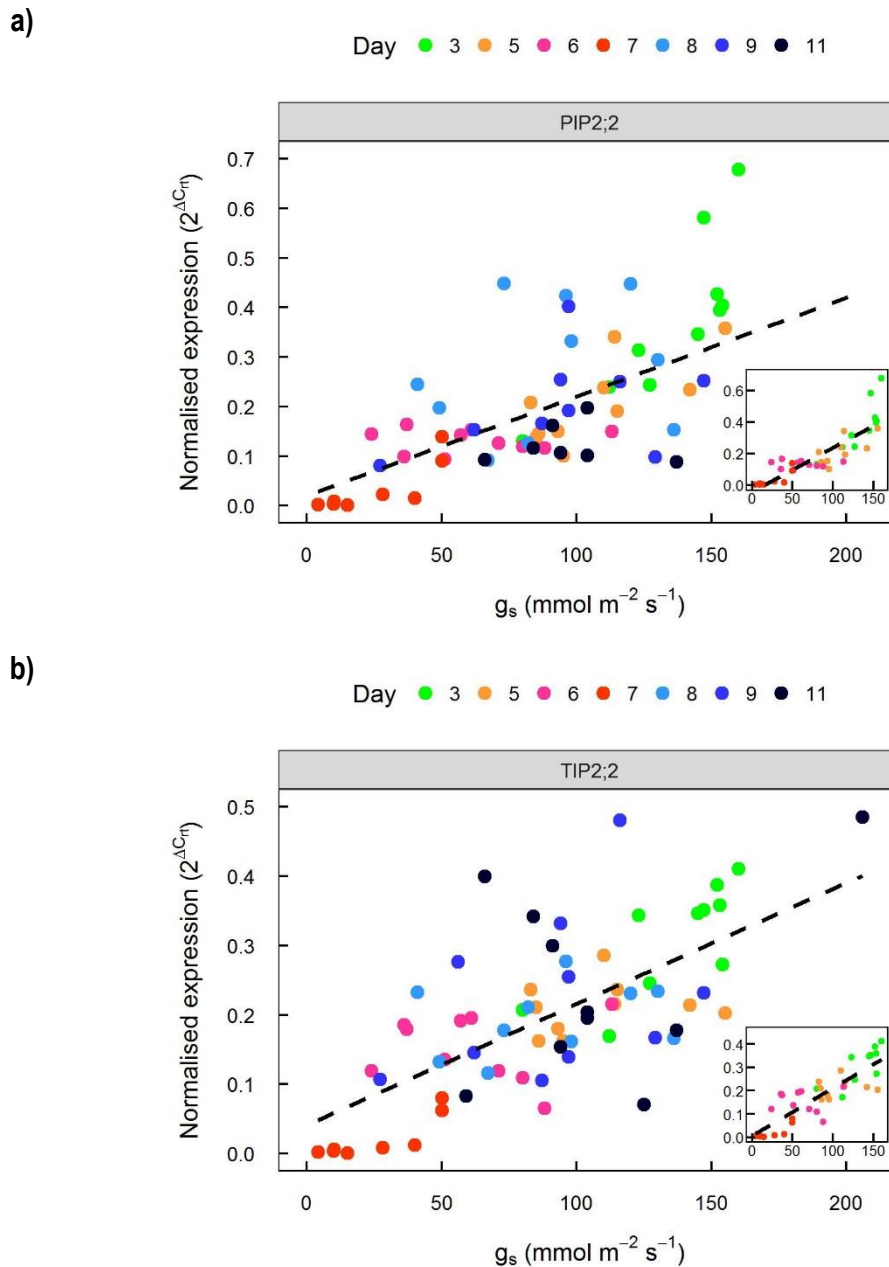 a)
Day 3 5 6 7 8 9 11
PIP2;2
Normalised expression (2^ΔCrt)
0.7
0.6
0.5
0.4
0.3
0.2
0.1
0.0
0.6
0.4
0.2
0.0
0 50 100 150
0 50 100 150 200
gs (mmol m−2 s−1)
b)
Day 3 5 6 7 8 9 11
TIP2;2
Normalised expression (2^ΔCrt)
0.5
0.4
0.3
0.2
0.1
0.0
0.4
0.3
0.2
0.1
0.0
0 50 100 150
0 50 100 150 200
gs (mmol m−2 s−1)